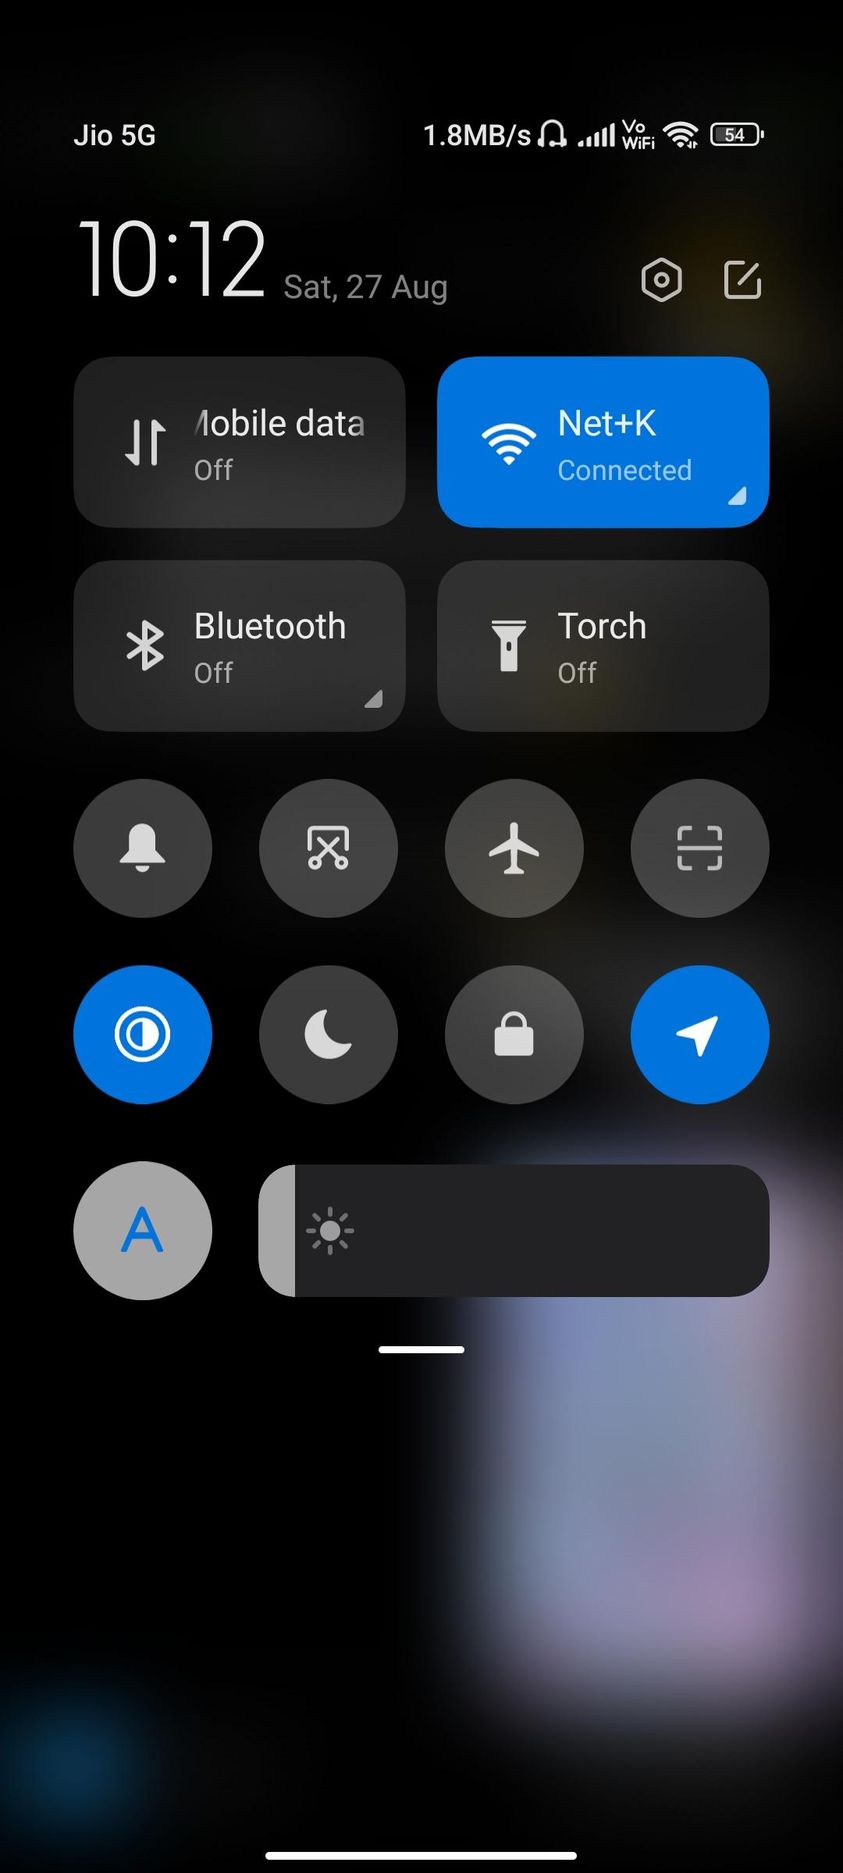 Jio 5G 1.8MB/s Vo WiFi 54
10:12 Sat, 27 Aug
Mobile data Net+K
Off Connected
Bluetooth Torch
Off Off
A